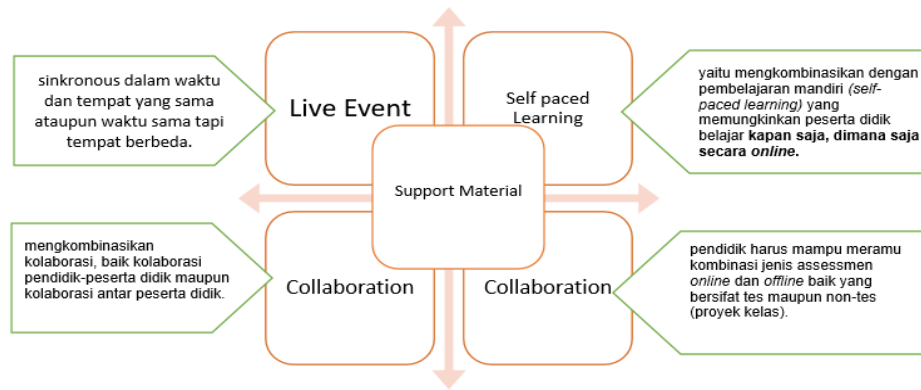 sinkronous dalam waktu
dan tempat yang sama
ataupun waktu sama tapi
tempat berbeda.
Live Event
Self paced
Learning
yaitu mengkombinasikan dengan
pembelajaran mandiri (self-
paced learning) yang
memungkinkan peserta didik
belajar kapan saja, dimana saja
secara online.
Support Material
mengkombinasikan
kolaborasi, baik kolaborasi
pendidik-peserta didik maupun
kolaborasi antar peserta didik.
Collaboration
Collaboration
pendidik harus mampu meramu
kombinasi jenis assessmen
online dan offline baik yang
bersifat tes maupun non-tes
(proyek kelas).